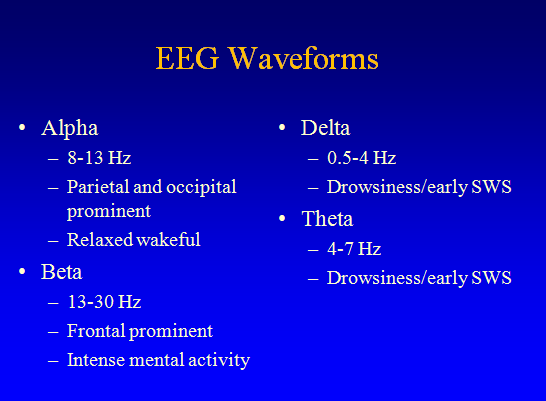 EEG Waveforms
• Alpha
– 8-13 Hz
– Parietal and occipital
prominent
– Relaxed wakeful
• Beta
– 13-30 Hz
– Frontal prominent
– Intense mental activity
• Delta
– 0.5-4 Hz
– Drowsiness/early SWS
• Theta
– 4-7 Hz
– Drowsiness/early SWS